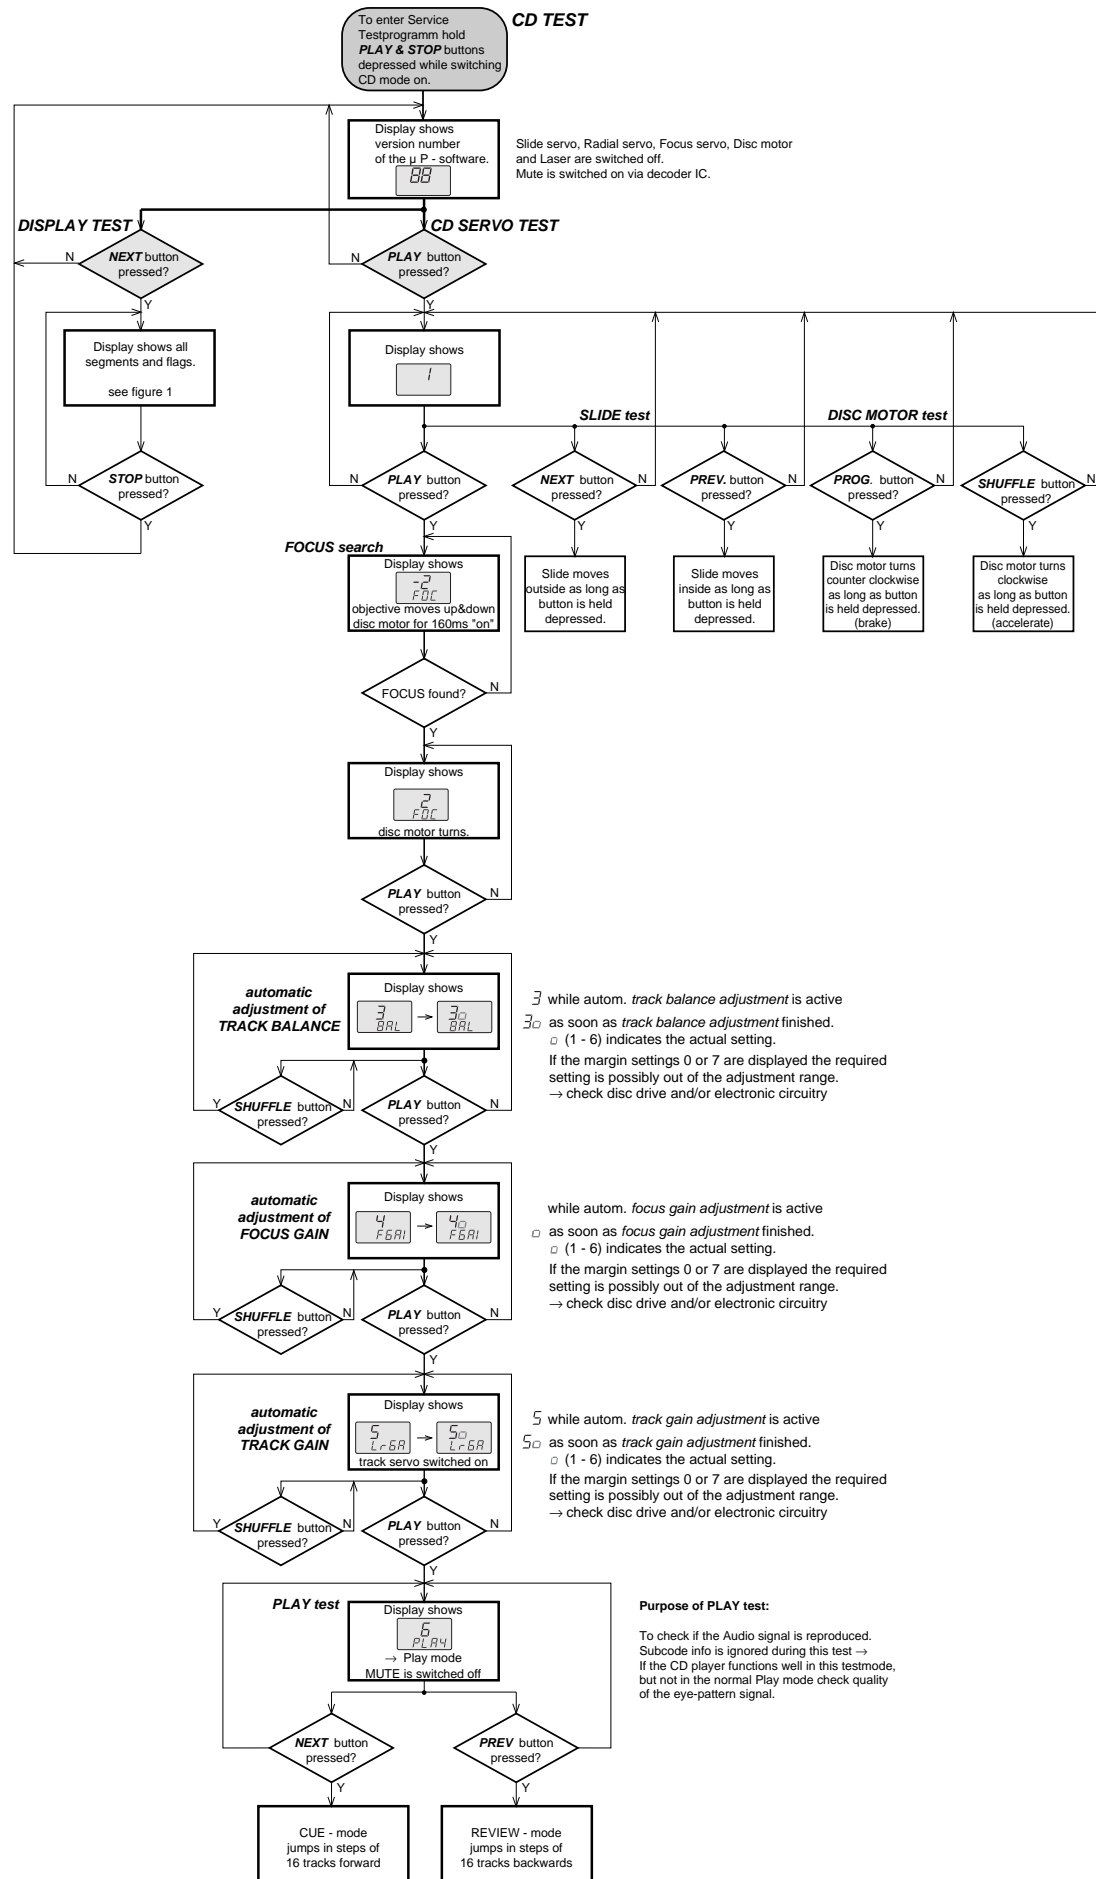 CD TEST
To enter Service
Testprogramm hold
PLAY & STOP buttons
depressed while switching
CD mode on.
Display shows
version number
of the µ P - software.
88
Slide servo, Radial servo, Focus servo, Disc motor
and Laser are switched off.
Mute is switched on via decoder IC.
DISPLAY TEST
CD SERVO TEST
NEXT button
pressed?
N
Y
PLAY button
pressed?
N
Y
Display shows all
segments and flags.
see figure 1
STOP button
pressed?
N
Y
Display shows
1
SLIDE test
DISC MOTOR test
PLAY button
pressed?
N
Y
NEXT button
pressed?
N
Y
PREV. button
pressed?
N
Y
PROG. button
pressed?
N
Y
SHUFFLE button
pressed?
N
Y
Slide moves
outside as long as
button is held
depressed.
Slide moves
inside as long as
button is held
depressed.
Disc motor turns
counter clockwise
as long as button
is held depressed.
(brake)
Disc motor turns
clockwise
as long as button
is held depressed.
(accelerate)
FOCUS search
Display shows
-2
FOC
objective moves up&down
disc motor for 160ms "on"
FOCUS found?
N
Y
Display shows
2
FOC
disc motor turns.
PLAY button
pressed?
N
Y
automatic
adjustment of
TRACK BALANCE
Display shows
3 → 3o
BAL BAL
3 while autom. track balance adjustment is active
3o as soon as track balance adjustment finished.
o (1 - 6) indicates the actual setting.
If the margin settings 0 or 7 are displayed the required
setting is possibly out of the adjustment range.
→ check disc drive and/or electronic circuitry
Y
SHUFFLE button
pressed?
N
PLAY button
pressed?
N
Y
automatic
adjustment of
FOCUS GAIN
Display shows
4 → 4o
FGAI FGAI
while autom. focus gain adjustment is active
o as soon as focus gain adjustment finished.
o (1 - 6) indicates the actual setting.
If the margin settings 0 or 7 are displayed the required
setting is possibly out of the adjustment range.
→ check disc drive and/or electronic circuitry
Y
SHUFFLE button
pressed?
N
PLAY button
pressed?
N
Y
automatic
adjustment of
TRACK GAIN
Display shows
5 → 5o
LrGA LrGA
track servo switched on
5 while autom. track gain adjustment is active
5o as soon as track gain adjustment finished.
o (1 - 6) indicates the actual setting.
If the margin settings 0 or 7 are displayed the required
setting is possibly out of the adjustment range.
→ check disc drive and/or electronic circuitry
Y
SHUFFLE button
pressed?
N
PLAY button
pressed?
N
Y
PLAY test
Display shows
6
PLAY
→ Play mode
MUTE is switched off
Purpose of PLAY test:
To check if the Audio signal is reproduced.
Subcode info is ignored during this test →
If the CD player functions well in this testmode,
but not in the normal Play mode check quality
of the eye-pattern signal.
NEXT button
pressed?
Y
PREV button
pressed?
Y
CUE - mode
jumps in steps of
16 tracks forward
REVIEW - mode
jumps in steps of
16 tracks backwards